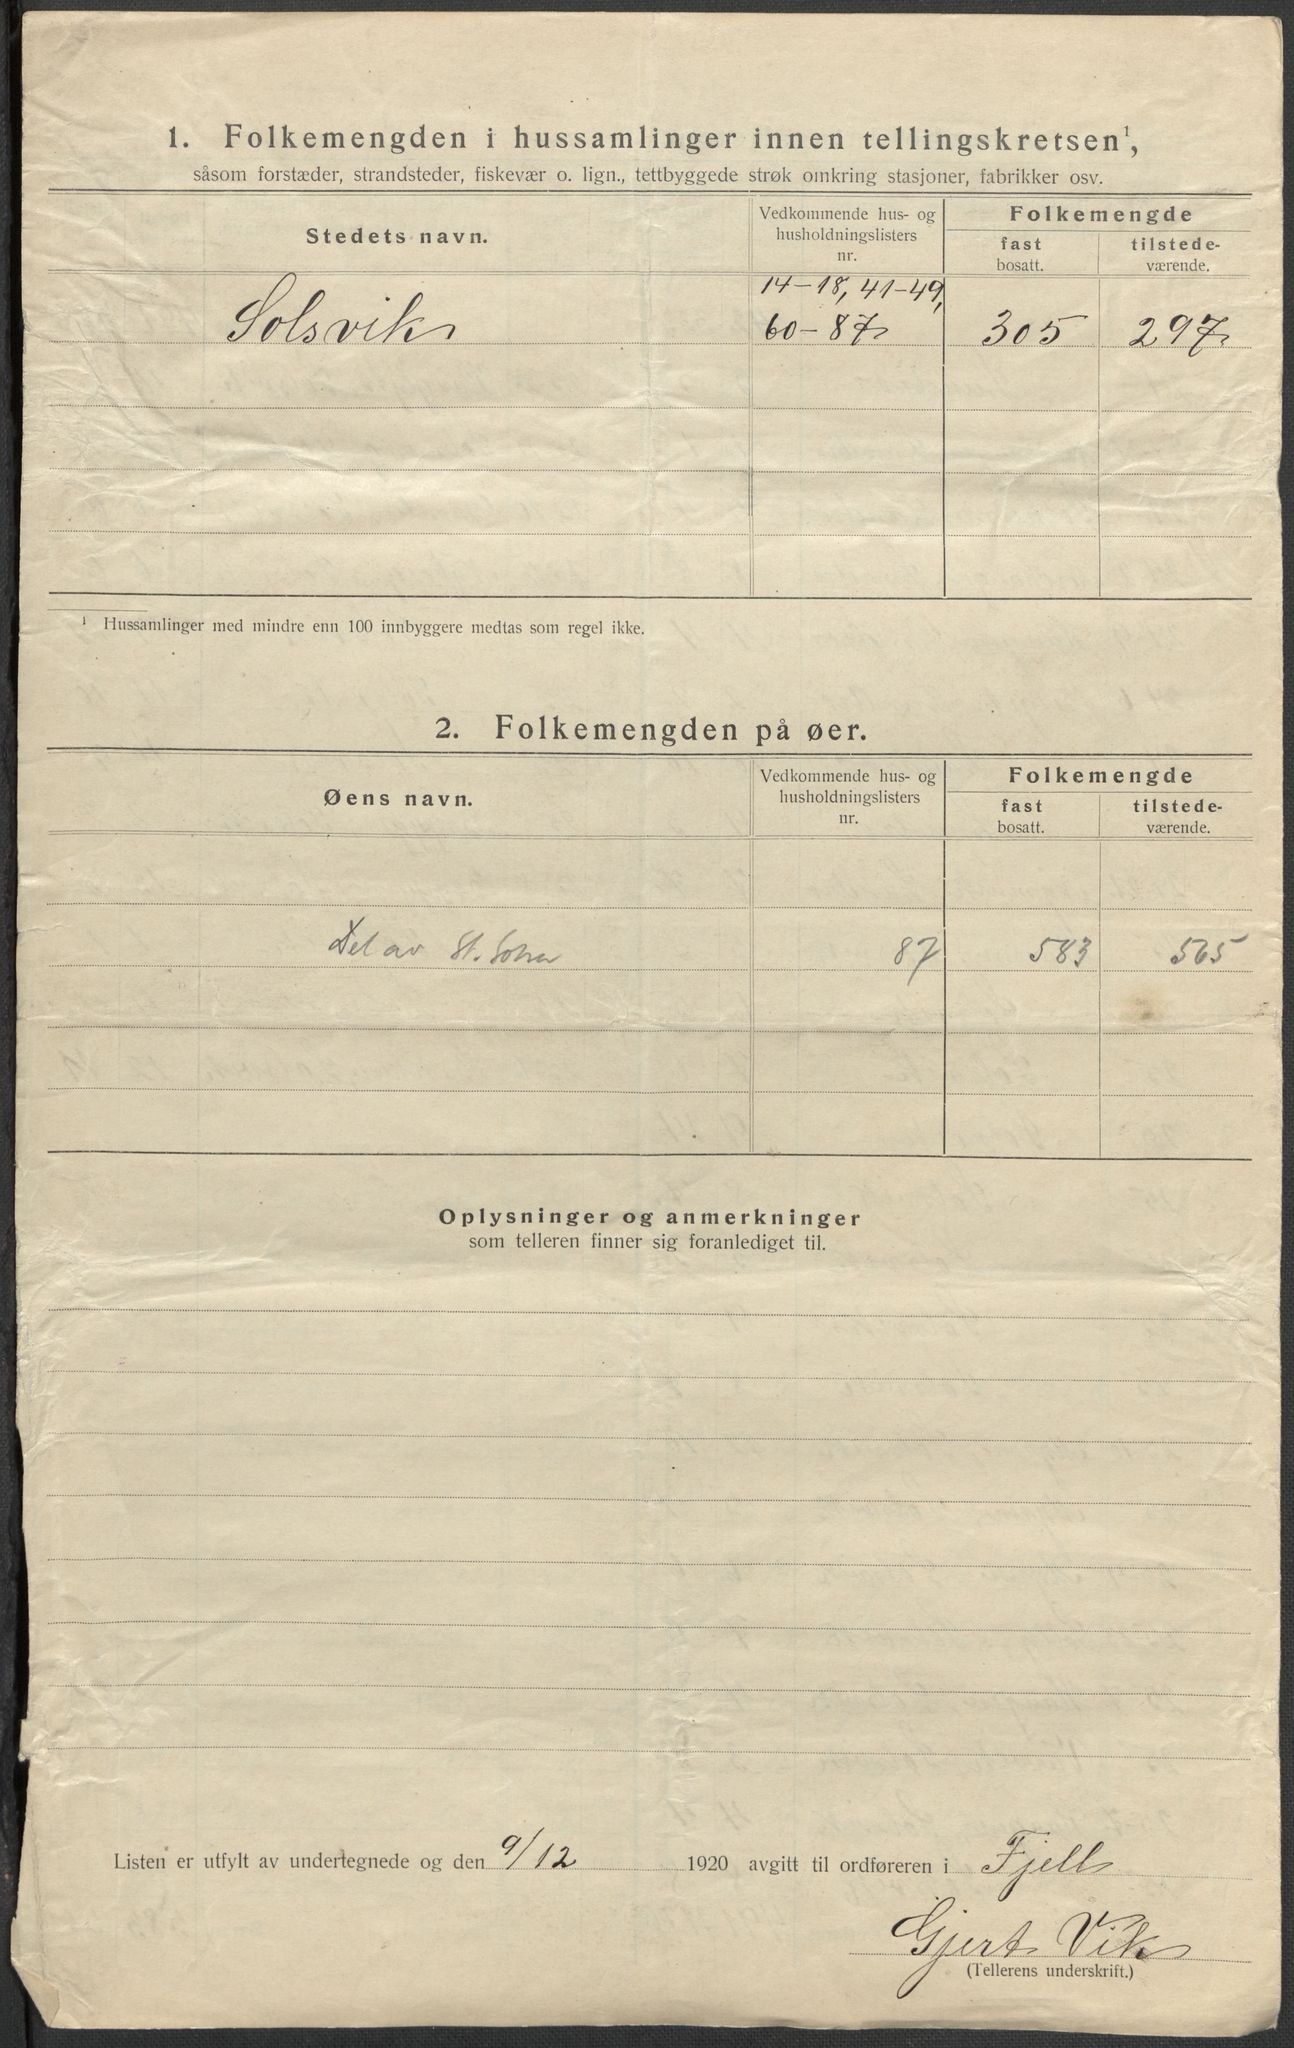 1. Folkemengden i hussamlinger innen tellingskretsen¹,
såsom forstæder, strandsteder, fiskevær o. lign., tettbyggede strøk omkring stasjoner, fabrikker osv.
Stedets navn.
Vedkommende hus- og
husholdningslisters
nr.
Folkemengde
fast
bosatt.
tilstede-
værende.
14-18, 41-49,
Solsvik 60-87 305 297
¹ Hussamlinger med mindre enn 100 innbyggere medtas som regel ikke.
2. Folkemengden på øer.
Øens navn.
Vedkommende hus- og
husholdningslisters
nr.
Folkemengde
fast
bosatt.
tilstede-
værende.
Del av St. Sotra 87 583 565
Oplysninger og anmerkninger
som telleren finner sig foranlediget til.
Listen er utfylt av undertegnede og den 9/12 1920 avgitt til ordføreren i Fjell
Gjert Vik
(Tellerens underskrift.)